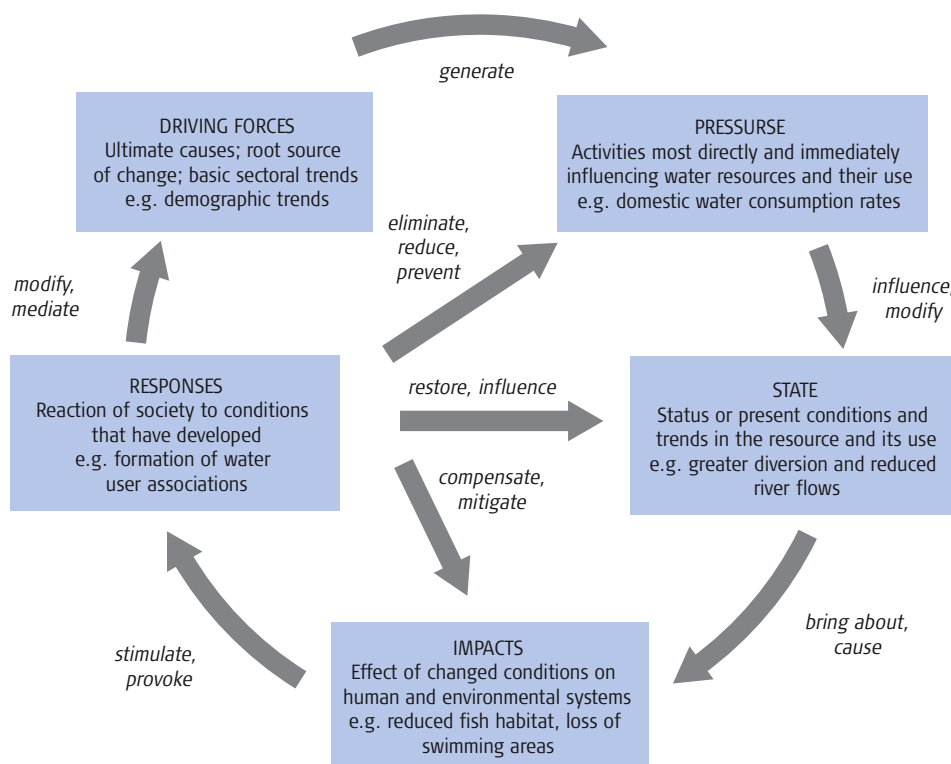 generate
DRIVING FORCES
Ultimate causes; root source
of change; basic sectoral trends
e.g. demographic trends
PRESSURSE
Activities most directly and immediately
influencing water resources and their use
e.g. domestic water consumption rates
eliminate,
reduce,
prevent
modify,
mediate
influence,
modify
RESPONSES
Reaction of society to conditions
that have developed
e.g. formation of water
user associations
restore, influence
STATE
Status or present conditions and
trends in the resource and its use
e.g. greater diversion and reduced
river flows
compensate,
mitigate
bring about,
cause
stimulate,
provoke
IMPACTS
Effect of changed conditions on
human and environmental systems
e.g. reduced fish habitat, loss of
swimming areas